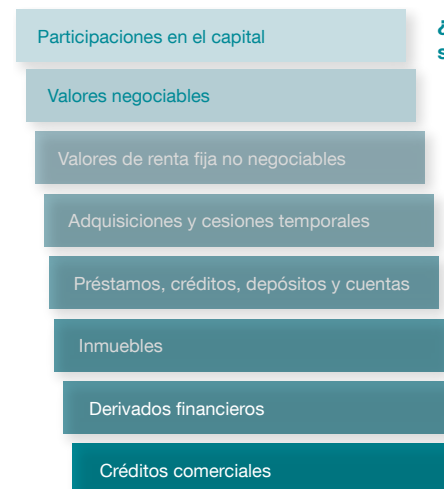 Participaciones en el capital
Valores negociables
Valores de renta fija no negociables
Adquisiciones y cesiones temporales
Préstamos, créditos, depósitos y cuentas
Inmuebles
Derivados financieros
Créditos comerciales
¿
s